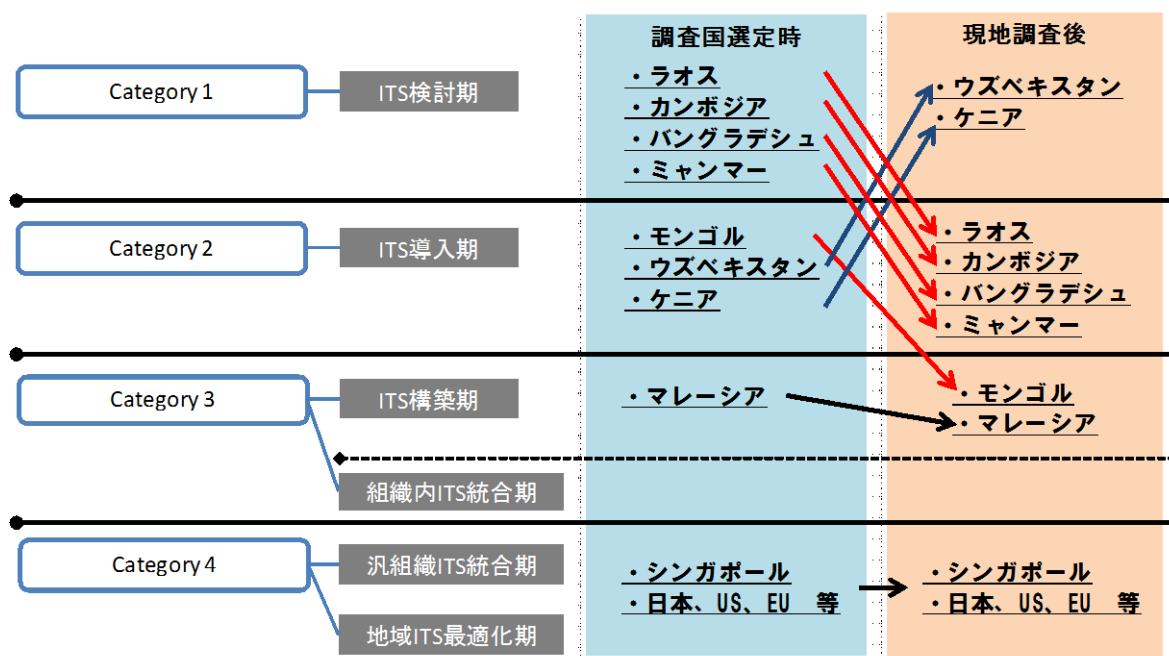 調査国選定時
現地調査後
Category 1
ITS検討期
・ラオス
・カンボジア
・バングラデシュ
・ミャンマー
・ウズベキスタン
・ケニア
Category 2
ITS導入期
・モンゴル
・ウズベキスタン
・ケニア
・ラオス
・カンボジア
・バングラデシュ
・ミャンマー
Category 3
ITS構築期
組織内ITS統合期
・マレーシア
・モンゴル
・マレーシア
Category 4
汎組織ITS統合期
地域ITS最適化期
・シンガポール
・日本、US、EU 等
・シンガポール
・日本、US、EU 等